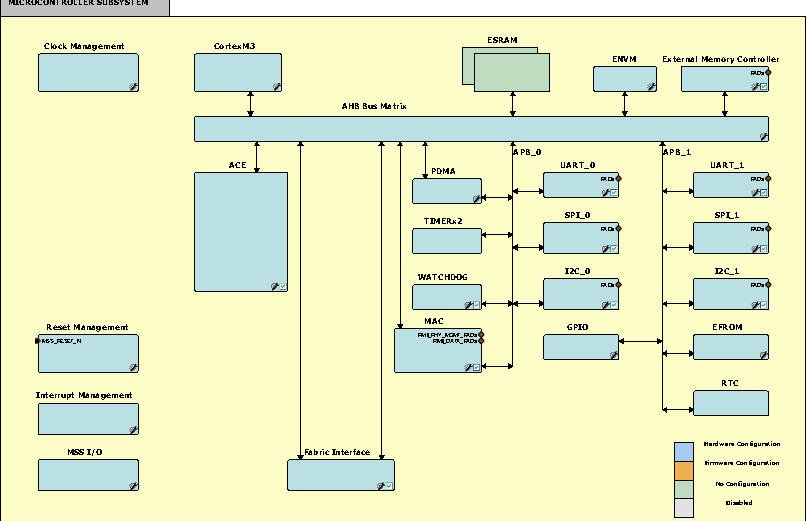 MICROCONTROLLER SUBSYSTEM
ESRAM
Clock Management
CortexM3
ENVM
External Memory Controller
PADs
AHB Bus Matrix
ACE
PDMA
APB_0
UART_0
PADs
APB_1
UART_1
PADs
TIMERx2
SPI_0
PADs
SPI_1
PADs
WATCHDOG
I2C_0
PADs
I2C_1
PADs
Reset Management
MSS_RESET_N
MAC
RMII_PHY_MGMT_PADs
RMII_DATA_PADs
GPIO
EFROM
RTC
Interrupt Management
MSS I/O
Fabric Interface
Hardware Configuration
Firmware Configuration
No Configuration
Disabled